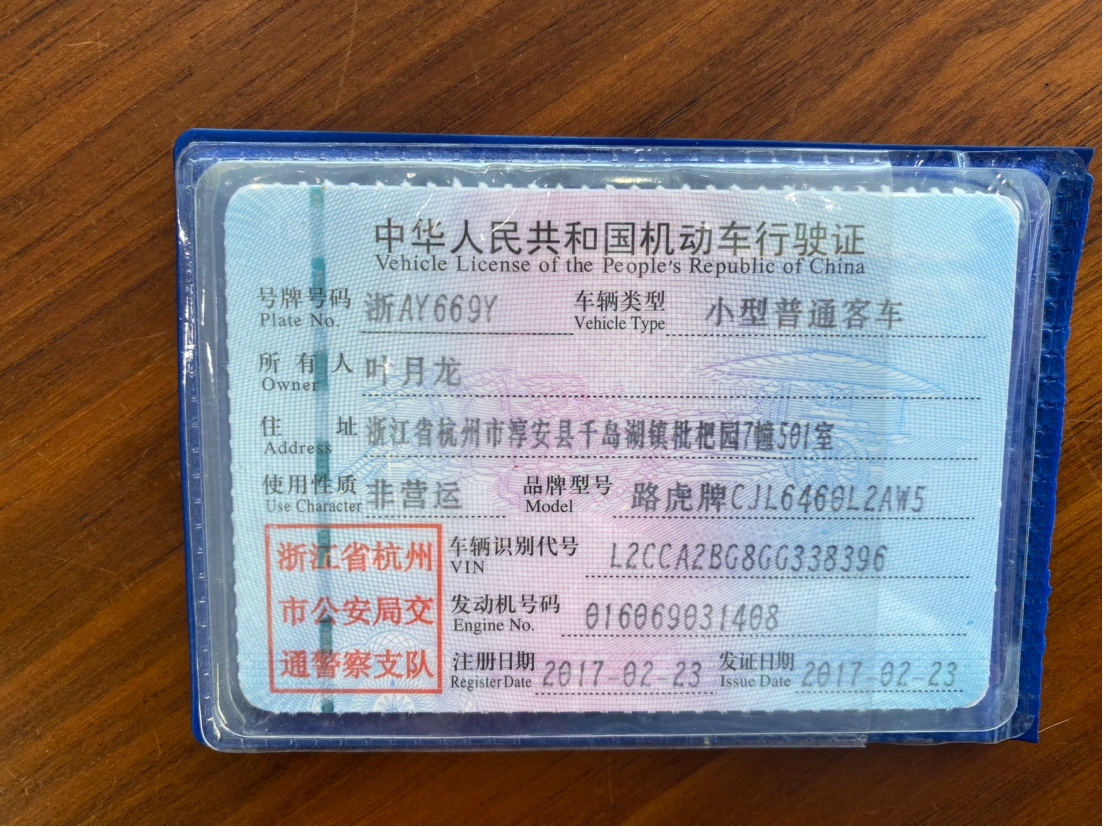 中华人民共和国机动车行驶证
Vehicle License of the People's Republic of China
号牌号码 浙AY669Y 车辆类型 小型普通客车
Plate No. Vehicle Type
所有人 叶月龙
Owner
住址 浙江省杭州市淳安县千岛湖镇枇杷园7幢501室
Address
使用性质 非营运 品牌型号 路虎牌CJL6460L2AW5
Use Character Model
浙江省杭州
市公安局交
通警察支队
车辆识别代号 L2CCA2BG8GG338396
VIN
发动机号码 016069031408
Engine No.
注册日期 2017-02-23 发证日期 2017-02-23
Register Date Issue Date